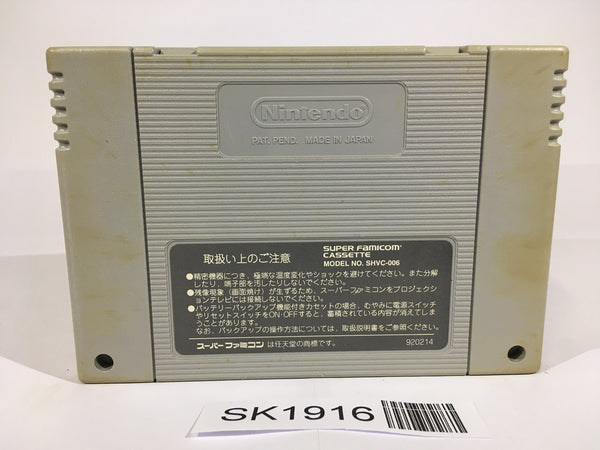 Nintendo
PAT. PEND. MADE IN JAPAN
取扱い上のご注意
SUPER FAMICOM
CASSETTE
MODEL NO. SHVC-006
●精密機器につき、極端な温度変化やショックを避けてください。また分解
したり、端子部を汚したりしないでください。
●残像現象(画面焼け)が生ずるため、スーパーファミコンをプロジェクシ
ョンテレビには接続しないでください。
●バッテリーバックアップ機能付きカセットの場合、むやみに電源スイッチ
やリセットスイッチをON・OFFすると、蓄積されている内容が消えてしま
うことがあります。
なお、バックアップの操作方法については、取扱説明書をご参照ください。
スーパーファミコン は任天堂の商標です。
920214
SK1916